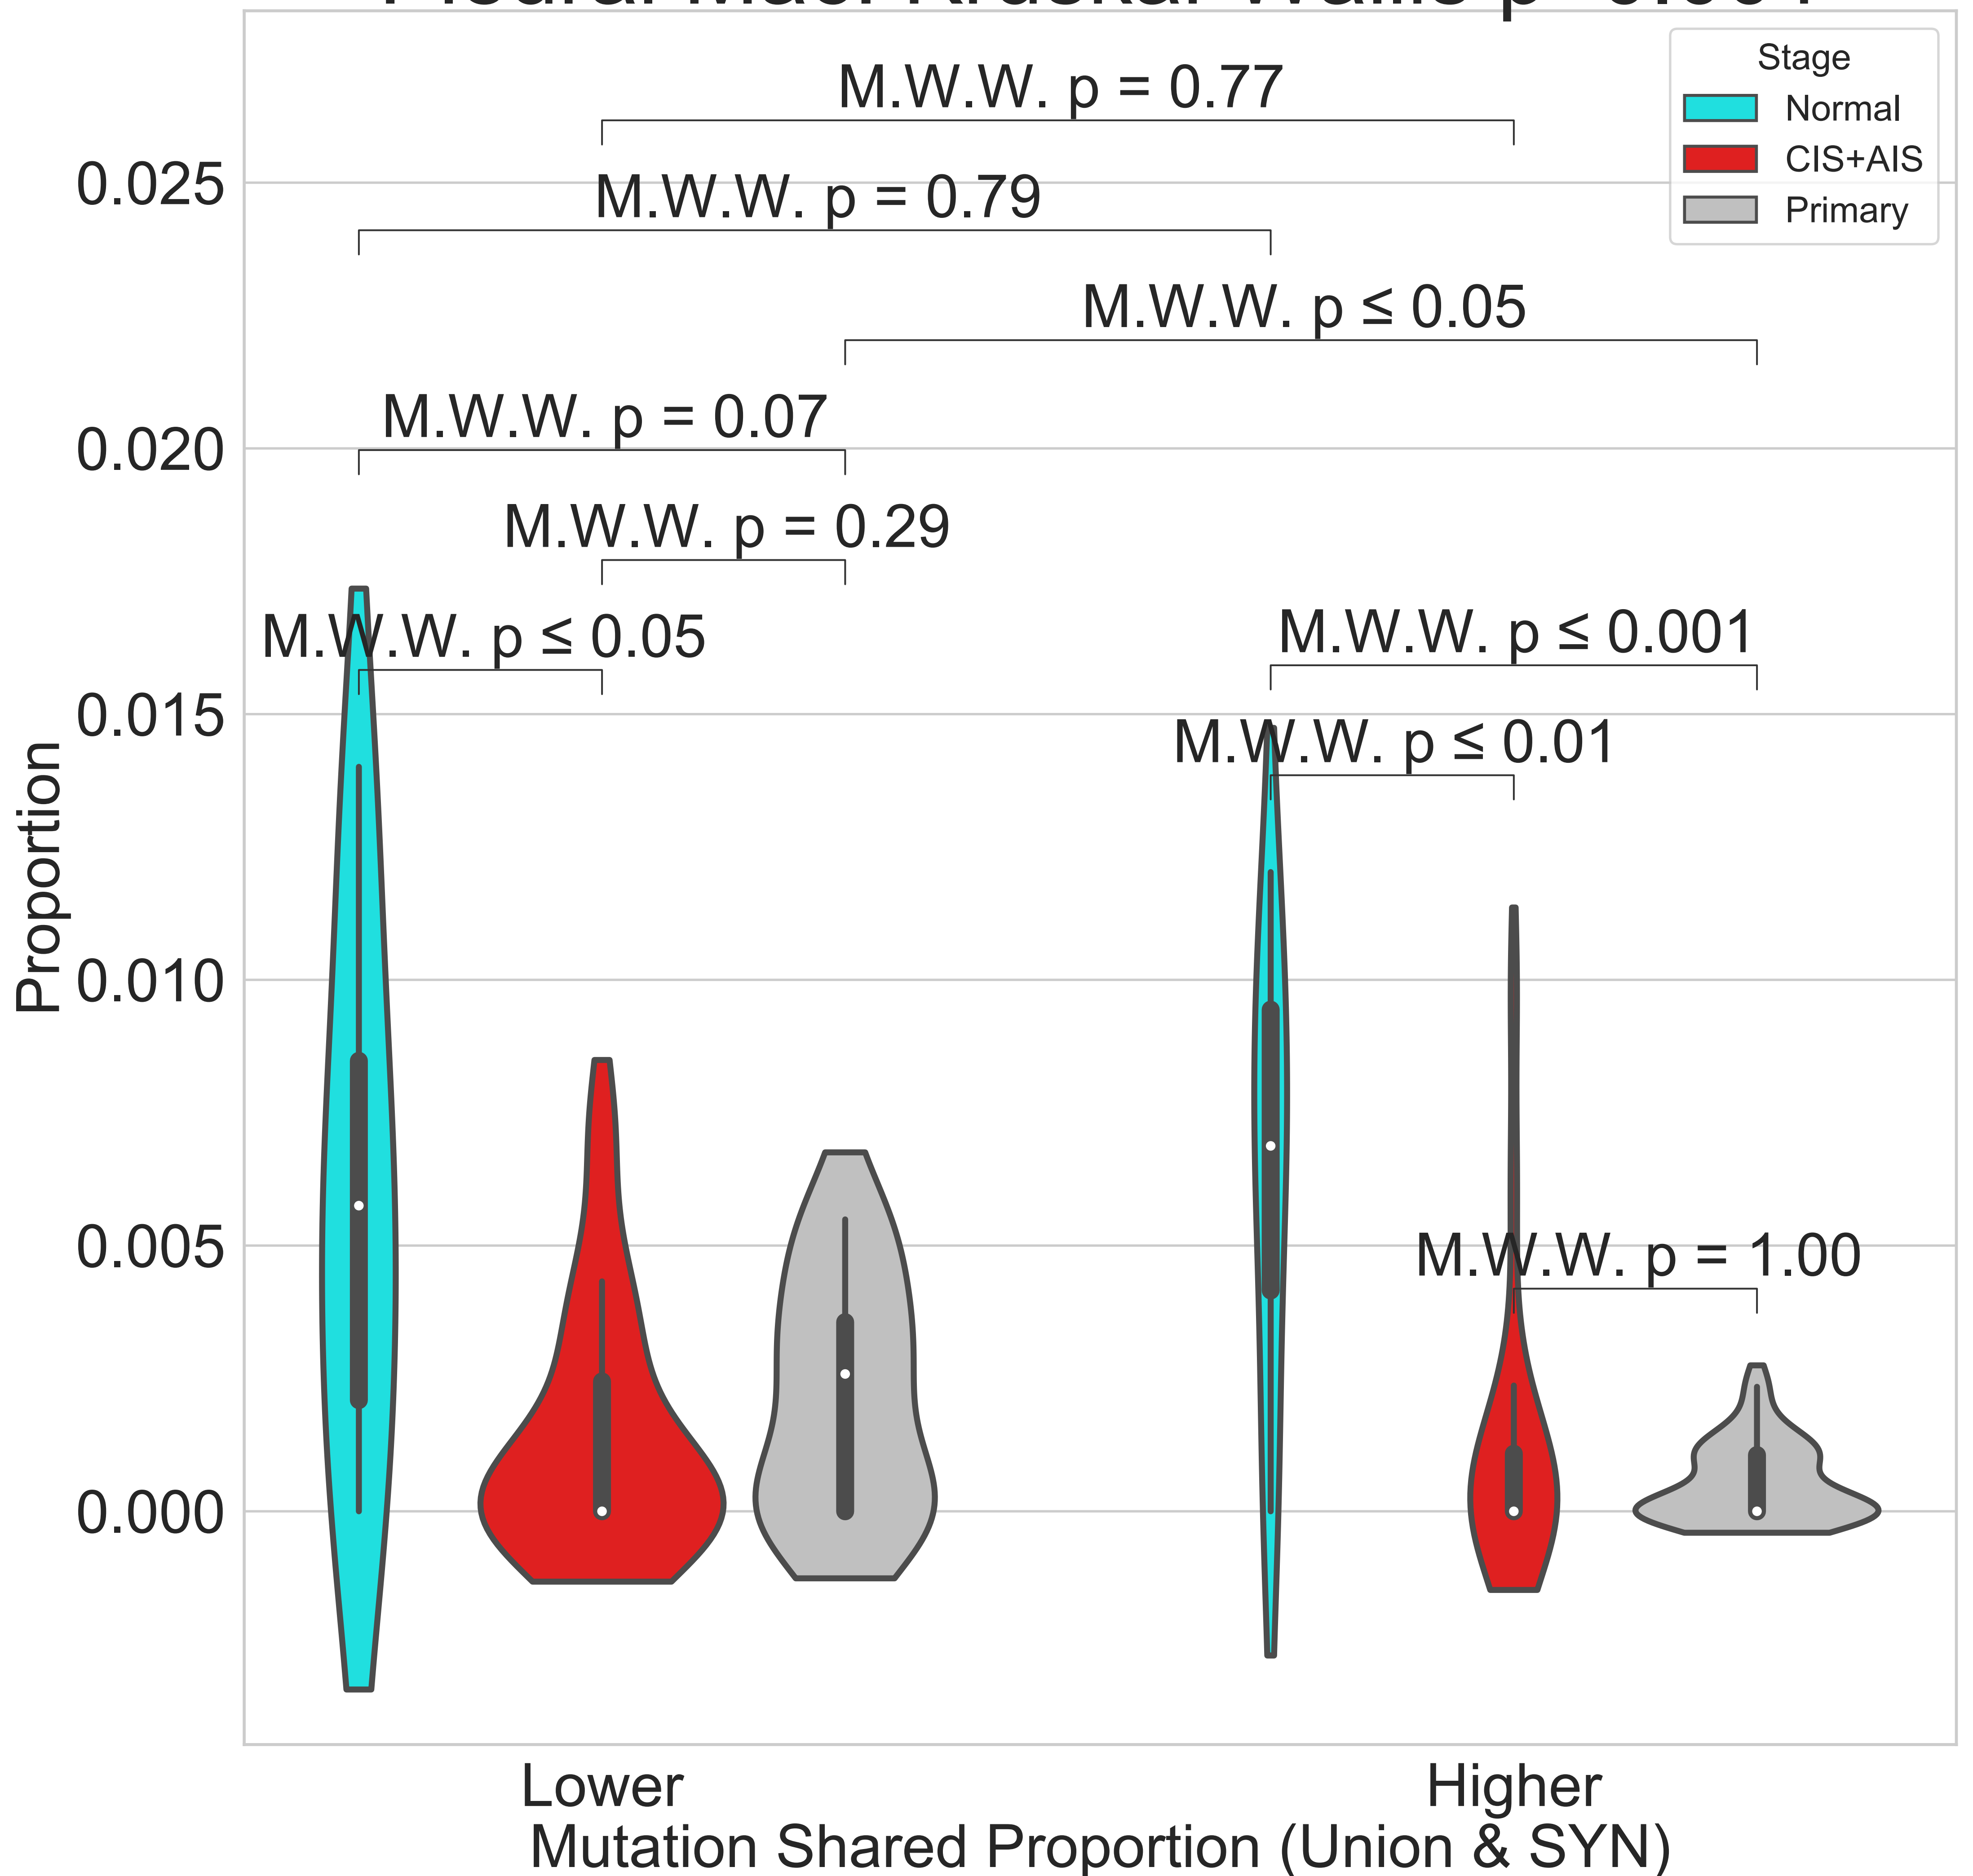 M.W.W. p = 0.77
M.W.W. p = 0.79
M.W.W. p ≤ 0.05
M.W.W. p = 0.07
M.W.W. p = 0.29
M.W.W. p ≤ 0.05
M.W.W. p ≤ 0.001
M.W.W. p ≤ 0.01
M.W.W. p = 1.00
Stage
Normal
CIS+AIS
Primary
0.025
0.020
0.015
0.010
0.005
0.000
Proportion
Lower
Higher
Mutation Shared Proportion (Union & SYN)